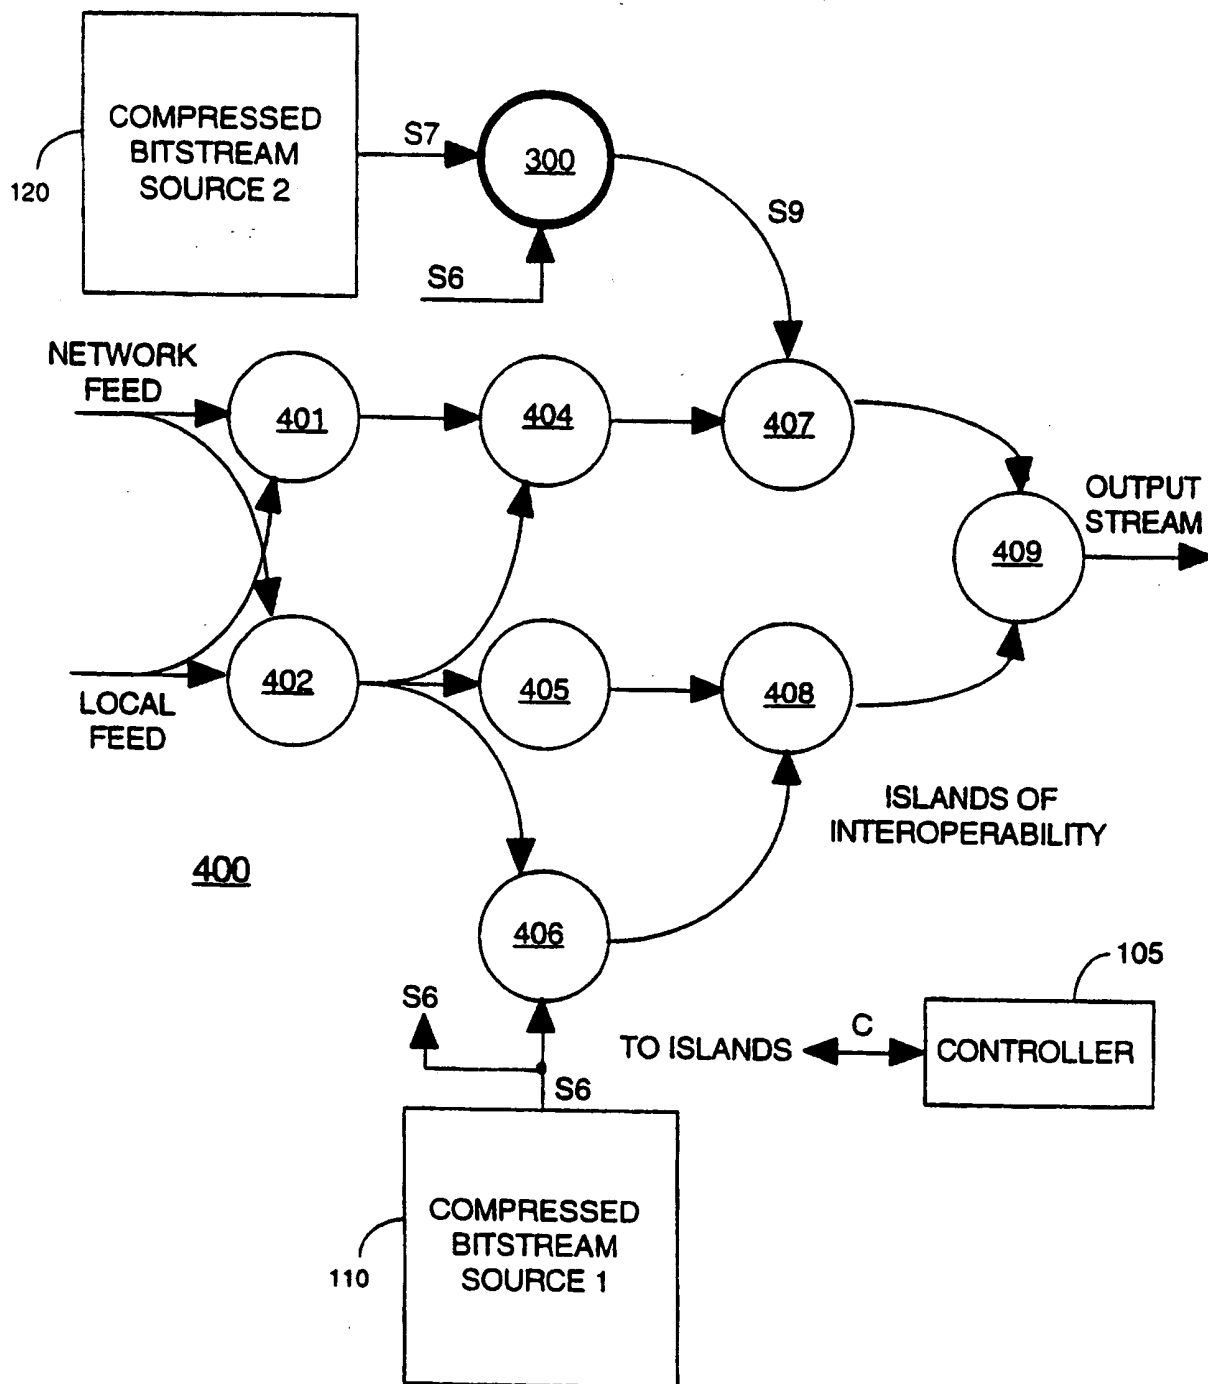 COMPRESSED
BITSTREAM
SOURCE 2
120
S7
300
S9
S6
NETWORK
FEED
401
404
407
OUTPUT
STREAM
409
402
405
408
LOCAL
FEED
ISLANDS OF
INTEROPERABILITY
400
406
105
S6
TO ISLANDS
C
CONTROLLER
S6
COMPRESSED
BITSTREAM
SOURCE 1
110